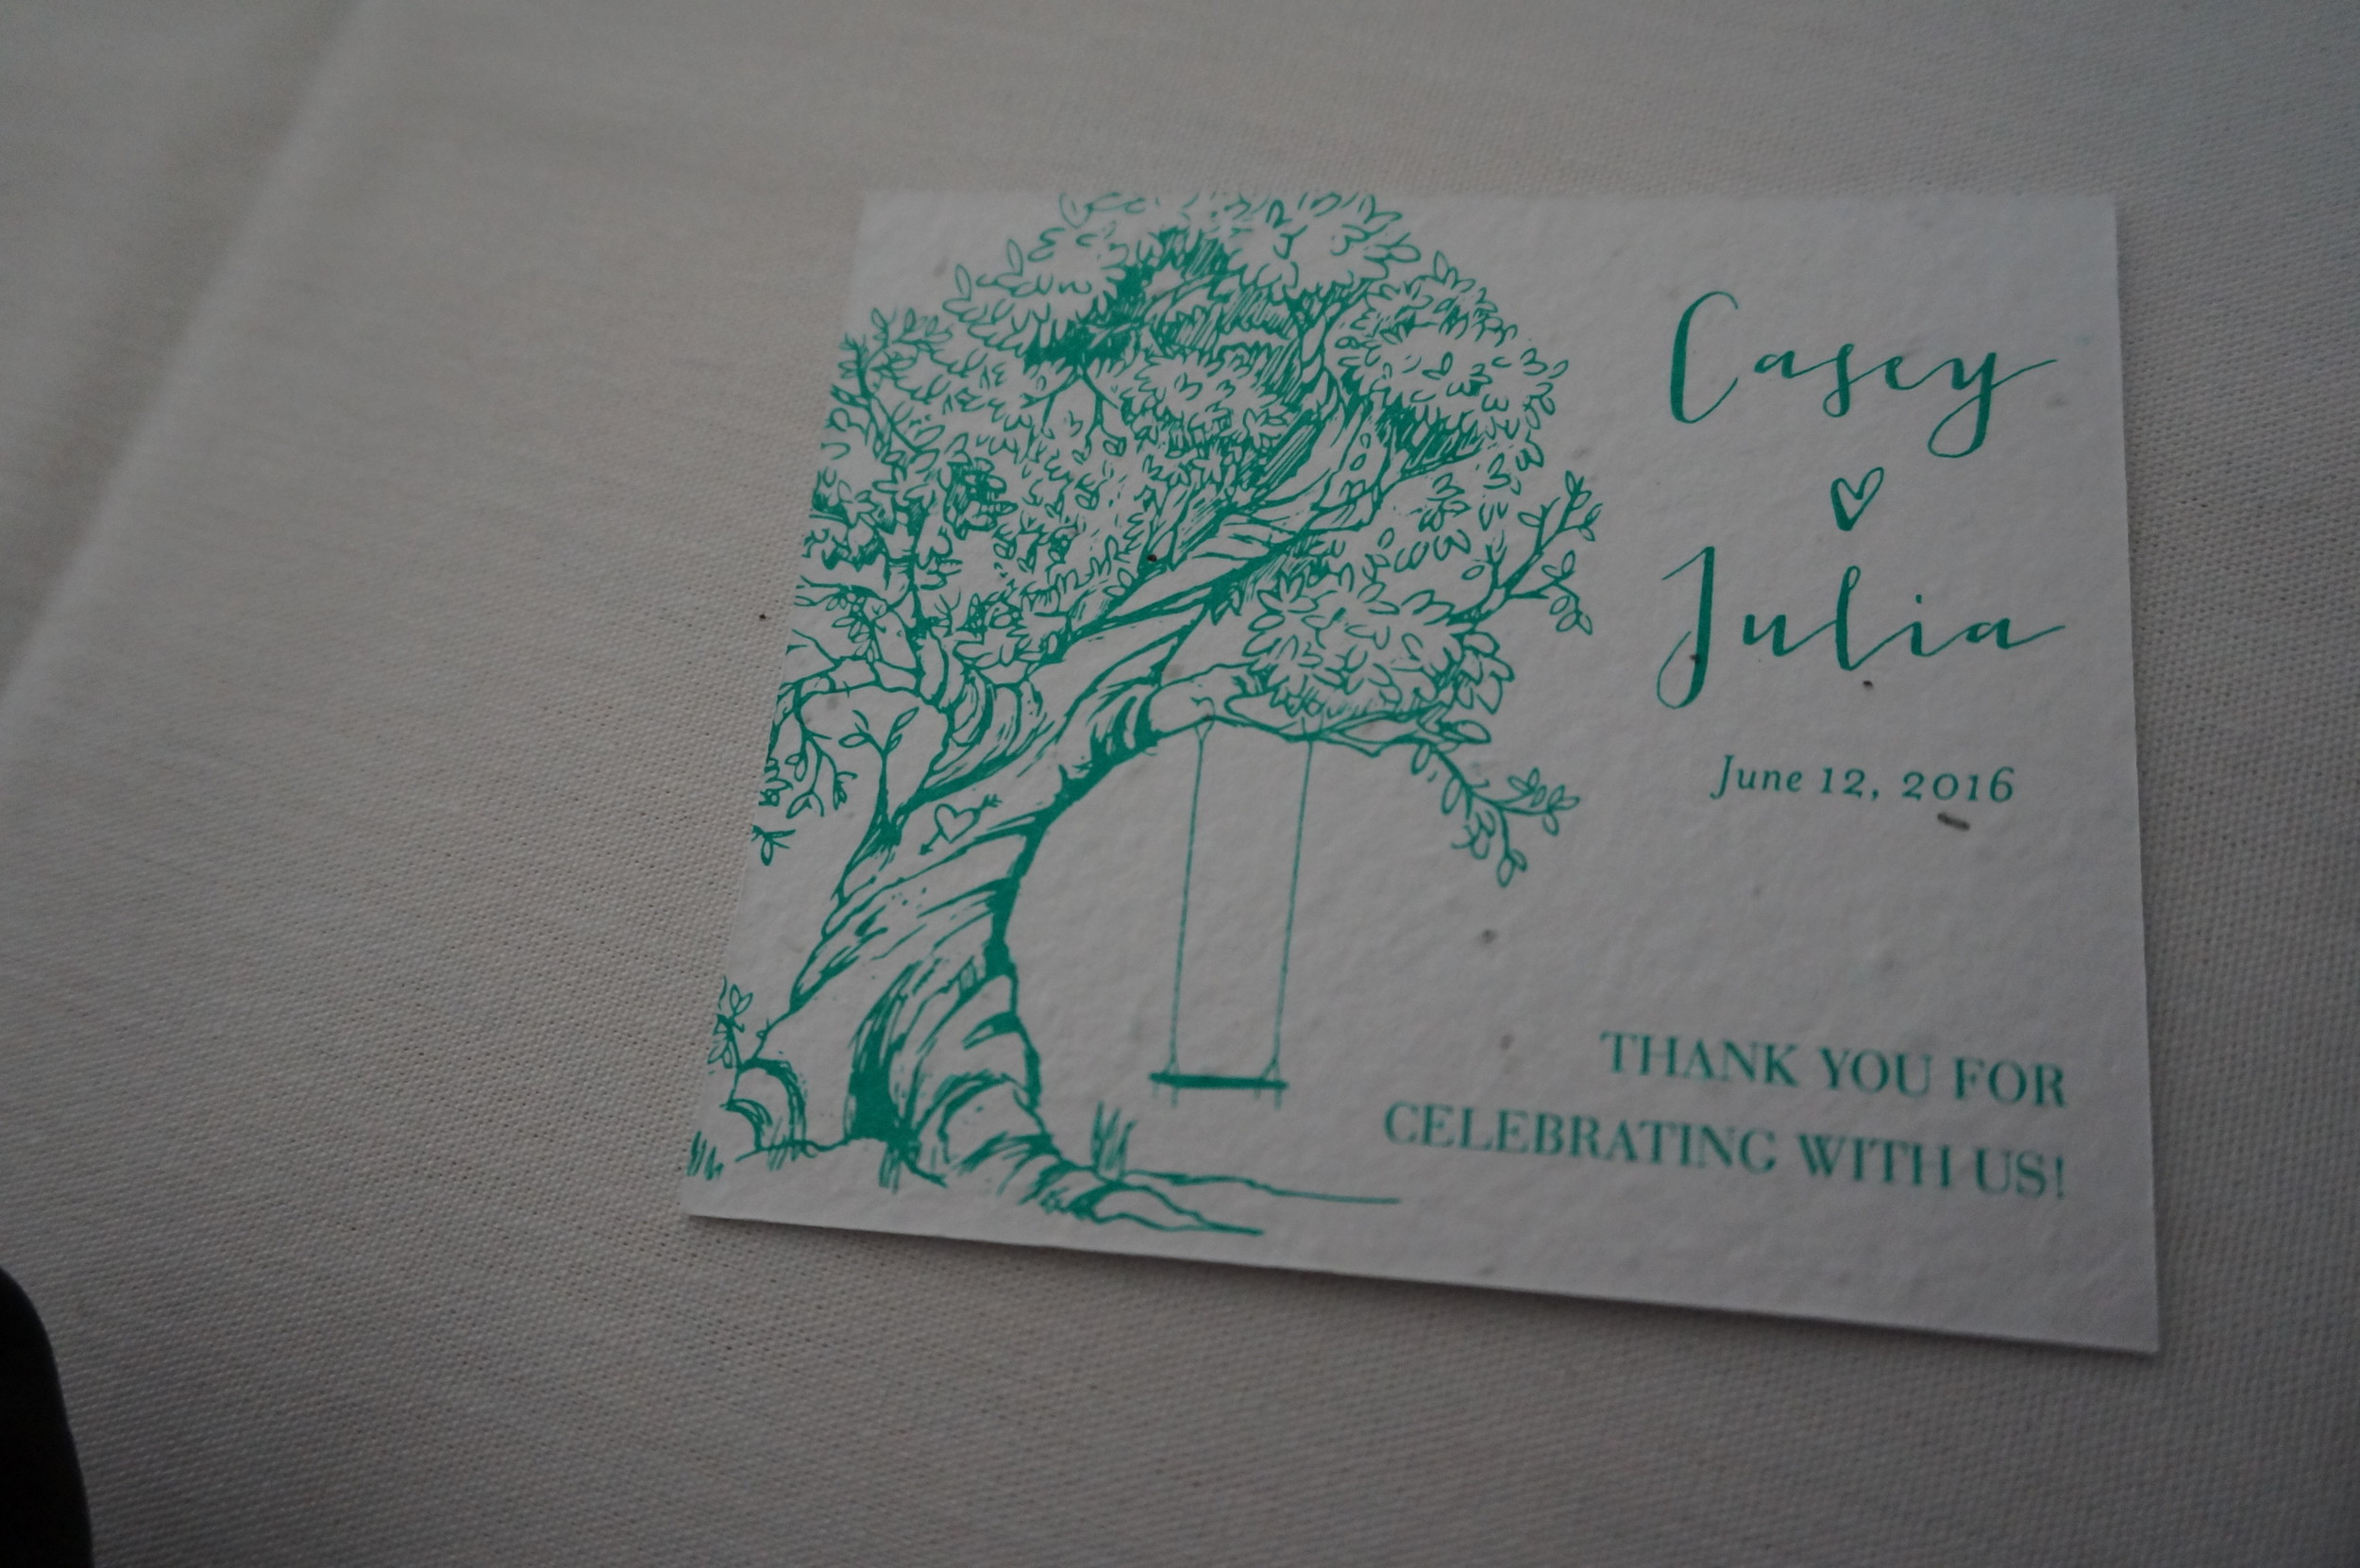 Casey
Julia
June 12, 2016
THANK YOU FOR
CELEBRATING WITH US!